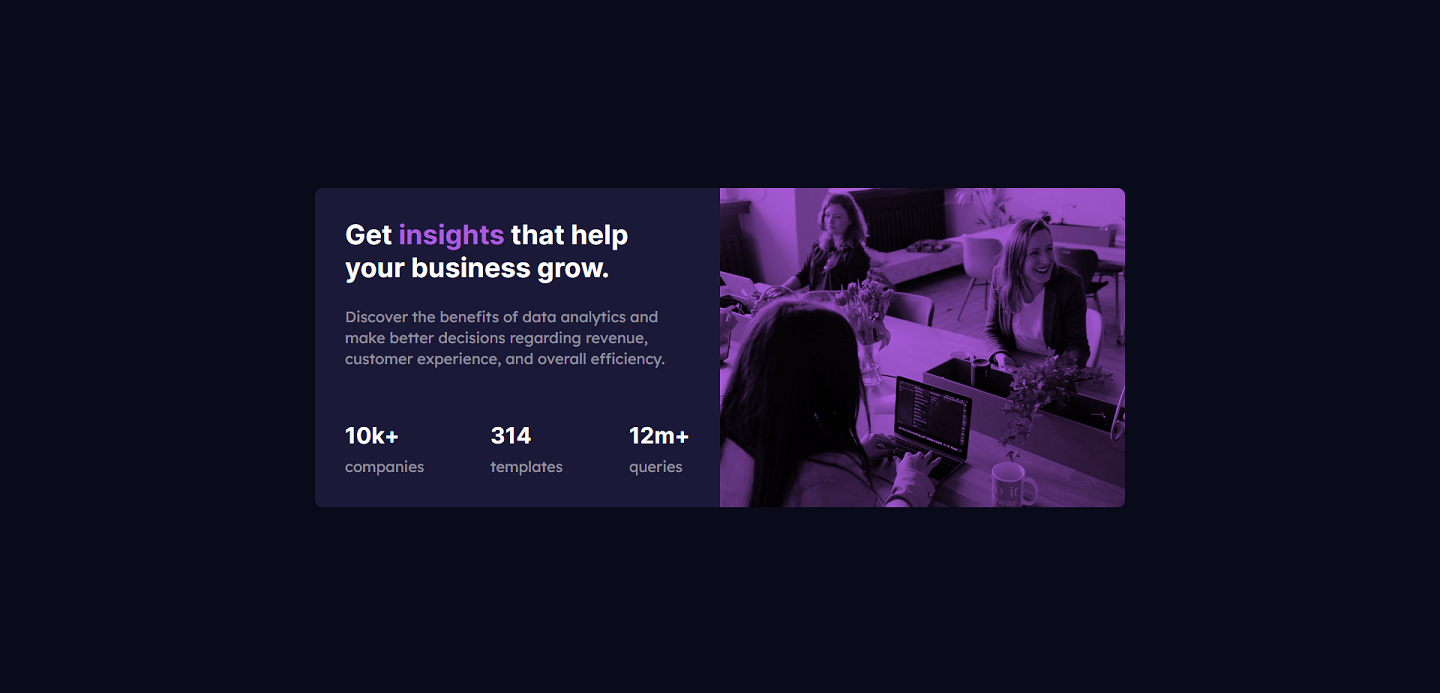 Get insights that help
your business grow.
Discover the benefits of data analytics and
make better decisions regarding revenue,
customer experience, and overall efficiency.
10k+ 314 12m+
companies templates queries